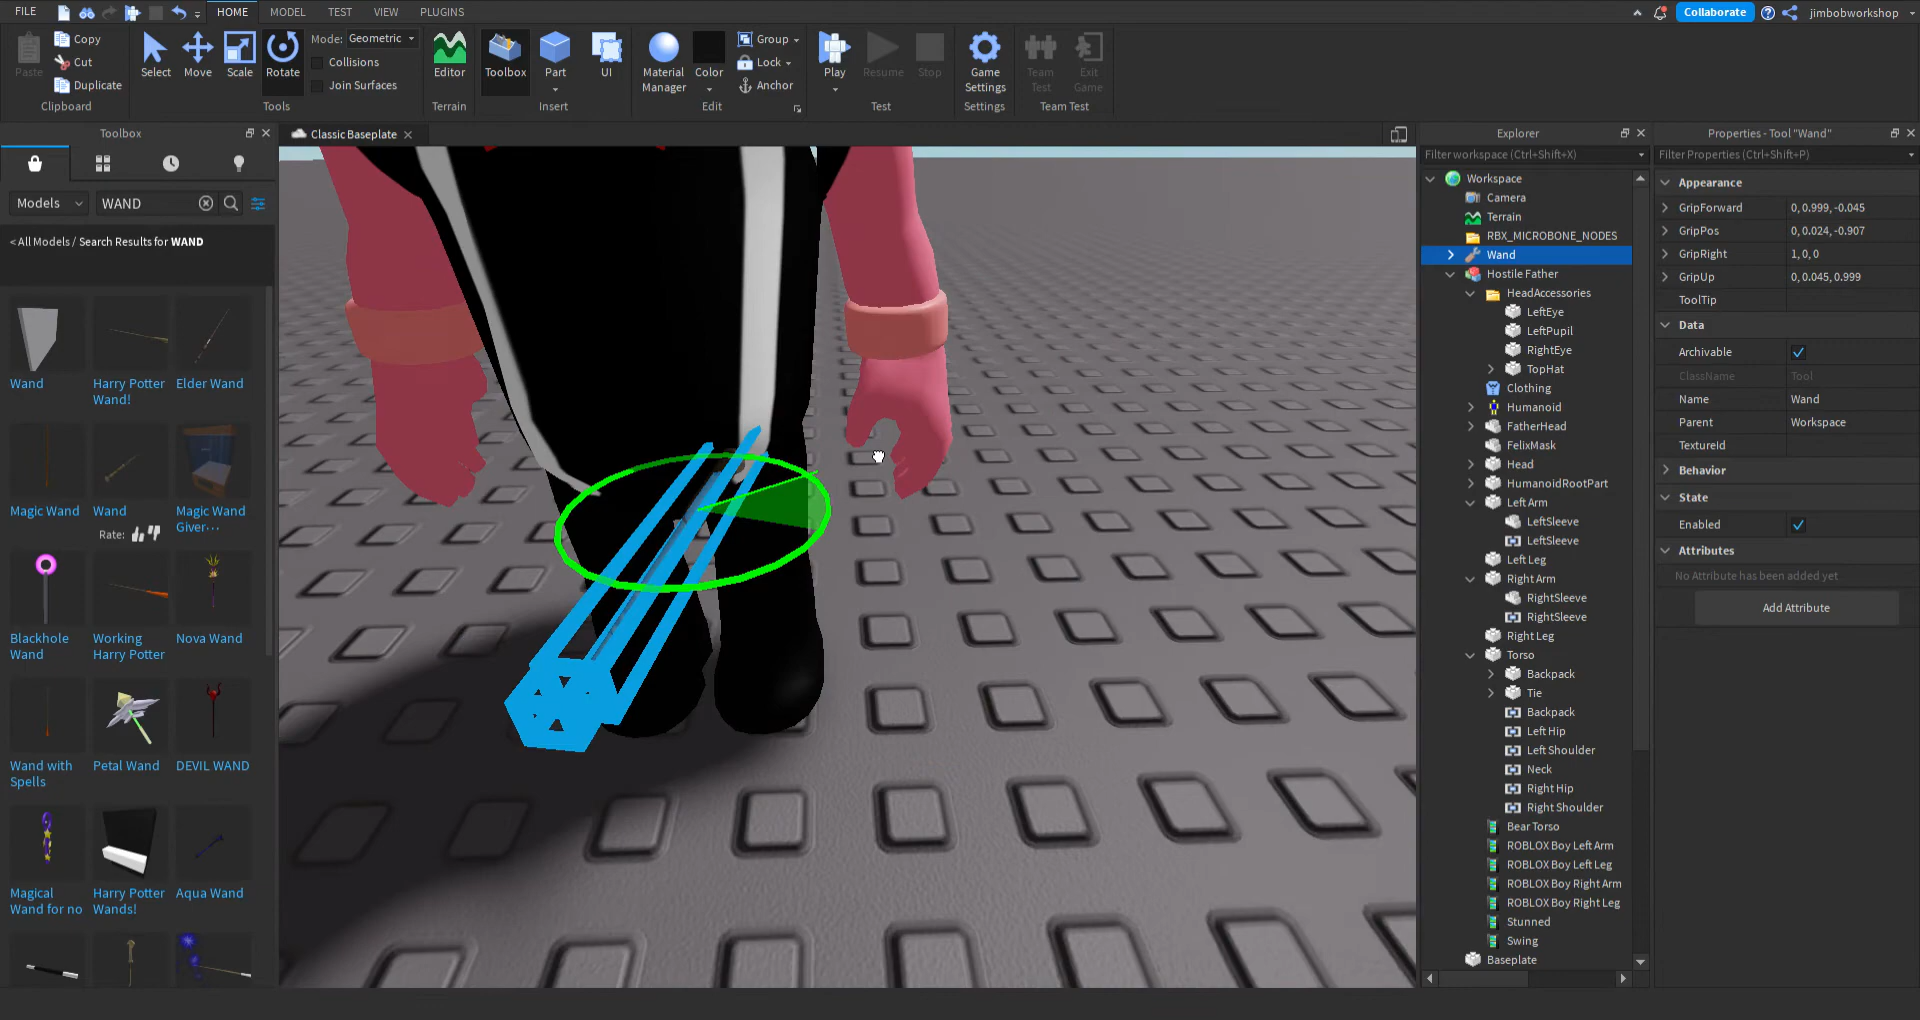 FILE HOME MODEL TEST VIEW PLUGINS Collaborate jimbobworkshop
Paste
Copy
Cut
Duplicate
Clipboard
Select Move Scale Rotate
Mode: Geometric
Collisions
Join Surfaces
Tools
Editor
Terrain
Toolbox Part UI
Insert
Material Manager
Color
Group
Lock
Anchor
Edit
Play Resume Stop
Test
Game Settings
Settings
Team Test
Exit Game
Team Test
Toolbox
Models WAND
< All Models / Search Results for WAND
Wand
Harry Potter Wand!
Elder Wand
Magic Wand
Wand
Rate:
Magic Wand Giver···
Blackhole Wand
Working Harry Potter
Nova Wand
Wand with Spells
Petal Wand
DEVIL WAND
Magical Wand for no
Harry Potter Wands!
Aqua Wand
Classic Baseplate
Explorer
Filter workspace (Ctrl+Shift+X)
Workspace
Camera
Terrain
RBX_MICROBONE_NODES
Wand
Hostile Father
HeadAccessories
LeftEye
LeftPupil
RightEye
TopHat
Clothing
Humanoid
FatherHead
FelixMask
Head
HumanoidRootPart
Left Arm
LeftSleeve
LeftSleeve
Left Leg
Right Arm
RightSleeve
RightSleeve
Right Leg
Torso
Backpack
Tie
Backpack
Left Hip
Left Shoulder
Neck
Right Hip
Right Shoulder
Bear Torso
ROBLOX Boy Left Arm
ROBLOX Boy Left Leg
ROBLOX Boy Right Arm
ROBLOX Boy Right Leg
Stunned
Swing
Baseplate
Properties - Tool "Wand"
Filter Properties (Ctrl+Shift+P)
Appearance
GripForward 0, 0.999, -0.045
GripPos 0, 0.024, -0.907
GripRight 1, 0, 0
GripUp 0, 0.045, 0.999
ToolTip
Data
Archivable
ClassName Tool
Name Wand
Parent Workspace
TextureId
Behavior
State
Enabled
Attributes
No Attribute has been added yet
Add Attribute